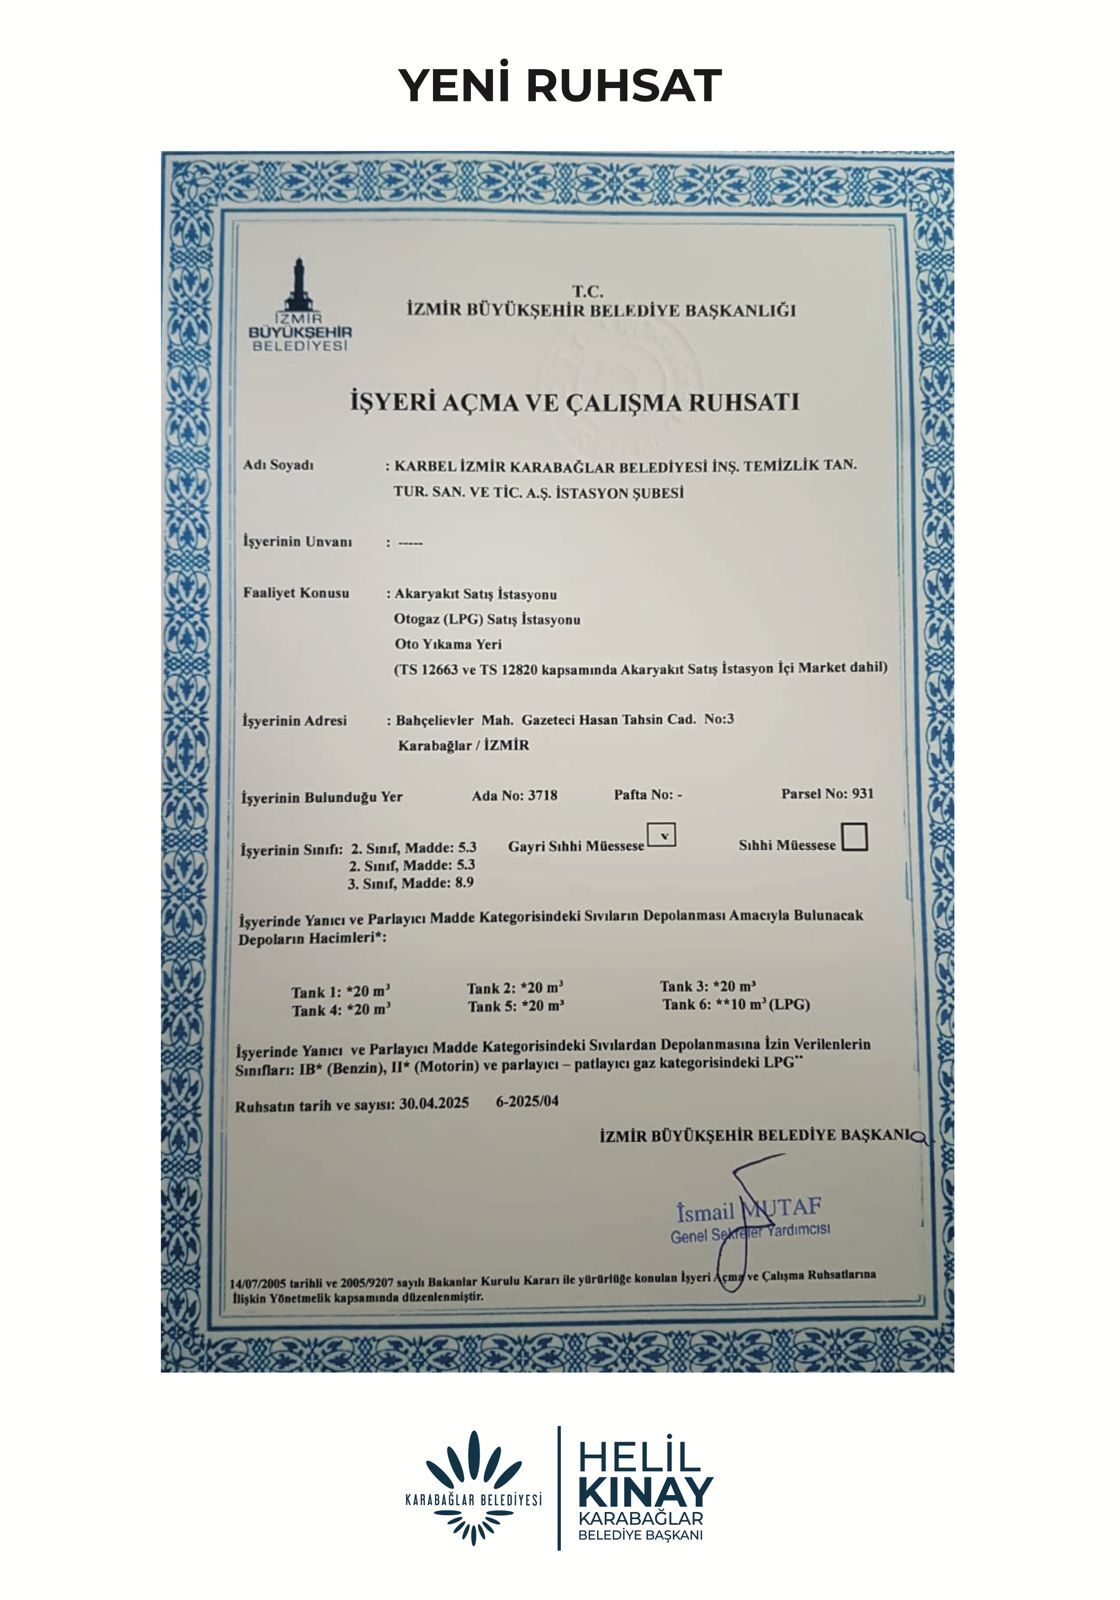 YENİ RUHSAT
İZMİR
BÜYÜKŞEHİR
BELEDİYESİ
T.C.
İZMİR BÜYÜKŞEHİR BELEDİYE BAŞKANLIĞI
İŞYERİ AÇMA VE ÇALIŞMA RUHSATI
Adı Soyadı : KARBEL İZMİR KARABAĞLAR BELEDİYESİ İNŞ. TEMİZLİK TAN.
TUR. SAN. VE TİC. A.Ş. İSTASYON ŞUBESİ
İşyerinin Unvanı : -----
Faaliyet Konusu : Akaryakıt Satış İstasyonu
Otogaz (LPG) Satış İstasyonu
Oto Yıkama Yeri
(TS 12663 ve TS 12820 kapsamında Akaryakıt Satış İstasyon İçi Market dahil)
İşyerinin Adresi : Bahçelievler Mah. Gazeteci Hasan Tahsin Cad. No:3
Karabağlar / İZMİR
İşyerinin Bulunduğu Yer Ada No: 3718 Pafta No: - Parsel No: 931
İşyerinin Sınıfı: 2. Sınıf, Madde: 5.3 Gayri Sıhhi Müessese v Sıhhi Müessese
2. Sınıf, Madde: 5.3
3. Sınıf, Madde: 8.9
İşyerinde Yanıcı ve Parlayıcı Madde Kategorisindeki Sıvıların Depolanması Amacıyla Bulunacak
Depoların Hacimleri*:
Tank 1: *20 m³ Tank 2: *20 m³ Tank 3: *20 m³
Tank 4: *20 m³ Tank 5: *20 m³ Tank 6: **10 m³ (LPG)
İşyerinde Yanıcı ve Parlayıcı Madde Kategorisindeki Sıvılardan Depolanmasına İzin Verilenlerin
Sınıfları: IB* (Benzin), II* (Motorin) ve parlayıcı – patlayıcı gaz kategorisindeki LPG**
Ruhsatın tarih ve sayısı: 30.04.2025 6-2025/04
İZMİR BÜYÜKŞEHİR BELEDİYE BAŞKANI
İsmail MUTAF
Genel Sekreter Yardımcısı
14/07/2005 tarihli ve 2005/9207 sayılı Bakanlar Kurulu Kararı ile yürürlüğe konulan İşyeri Açma ve Çalışma Ruhsatlarına
İlişkin Yönetmelik kapsamında düzenlenmiştir.
KARABAĞLAR BELEDİYESİ
HELİL
KINAY
KARABAĞLAR
BELEDİYE BAŞKANI